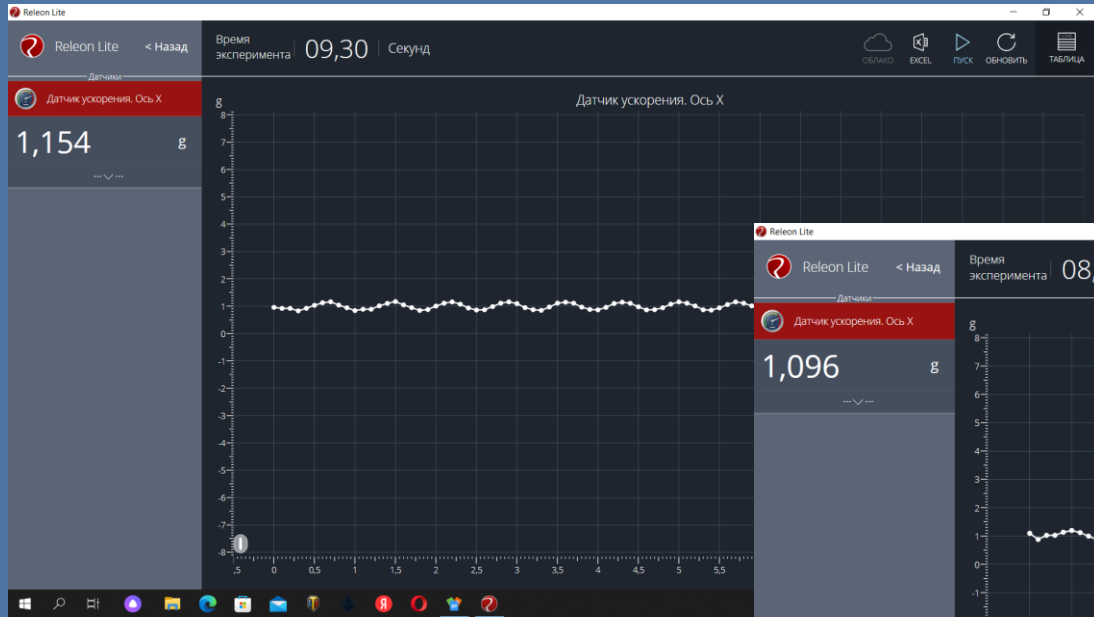 Releon Lite
Releon Lite
< Назад
Время эксперимента
09,30
Секунд
ОБЛАКО
EXCEL
ПУСК
ОБНОВИТЬ
ТАБЛИЦА
Датчики
Датчик ускорения. Ось X
1,154 g
g
Датчик ускорения. Ось X
8
7
6
5
4
3
2
1
0
-1
-2
-3
-4
-5
-6
-7
-8
,5 0 0,5 1 1,5 2 2,5 3 3,5 4 4,5 5 5,5
Releon Lite
Releon Lite
< Назад
Время эксперимента
08,
Датчики
Датчик ускорения. Ось X
1,096 g
g
8
7
6
5
4
3
2
1
0
-1